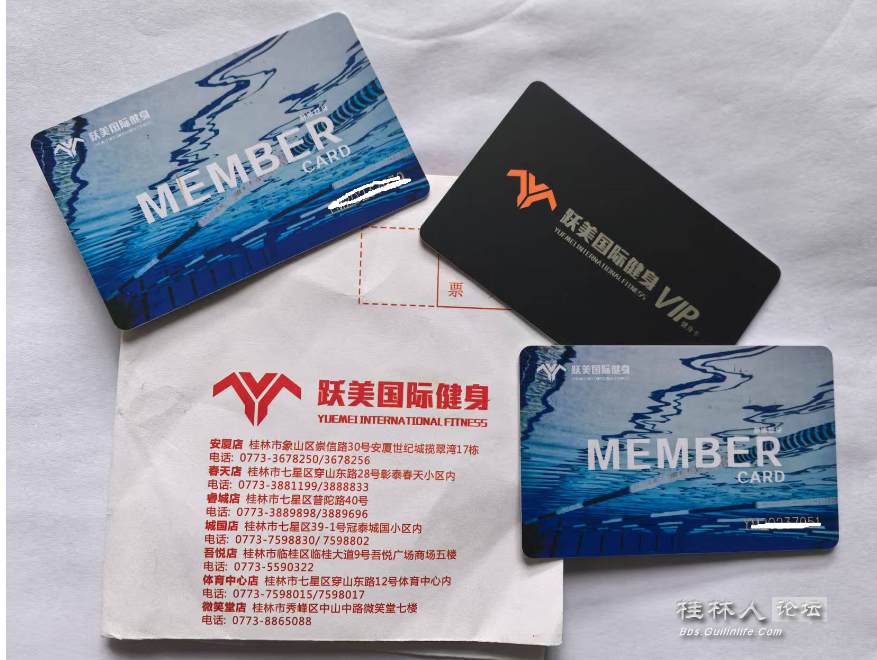 跃美国际健身
MEMBER
CARD
跃美国际健身
YUEMEI INTERNATIONAL FITNESS
VIP
健身卡
票
跃美国际健身
YUEMEI INTERNATIONAL FITNESS
安厦店 桂林市象山区崇信路30号安厦世纪城揽翠湾17栋
电话: 0773-3678250/3678256
春天店 桂林市七星区穿山东路28号彰泰春天小区内
电话: 0773-3881199/3888833
睿城店 桂林市七星区普陀路40号
电话: 0773-3889898/3889696
城国店 桂林市七星区39-1号冠泰城国小区内
电话: 0773-7598830/ 7598802
吾悦店 桂林市临桂区临桂大道9号吾悦广场商场五楼
电话: 0773-5590322
体育中心店 桂林市七星区穿山东路12号体育中心内
电话: 0773-7598015/7598017
微笑堂店 桂林市秀峰区中山中路微笑堂七楼
电话: 0773-8865088
跃美国际健身
MEMBER
CARD
桂林人论坛
Bbs.Guilinlife.Com